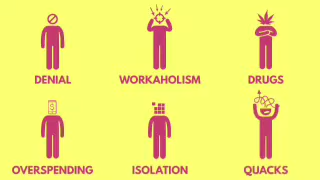 DENIAL
WORKAHOLISM
DRUGS
OVERSPENDING
ISOLATION
QUACKS